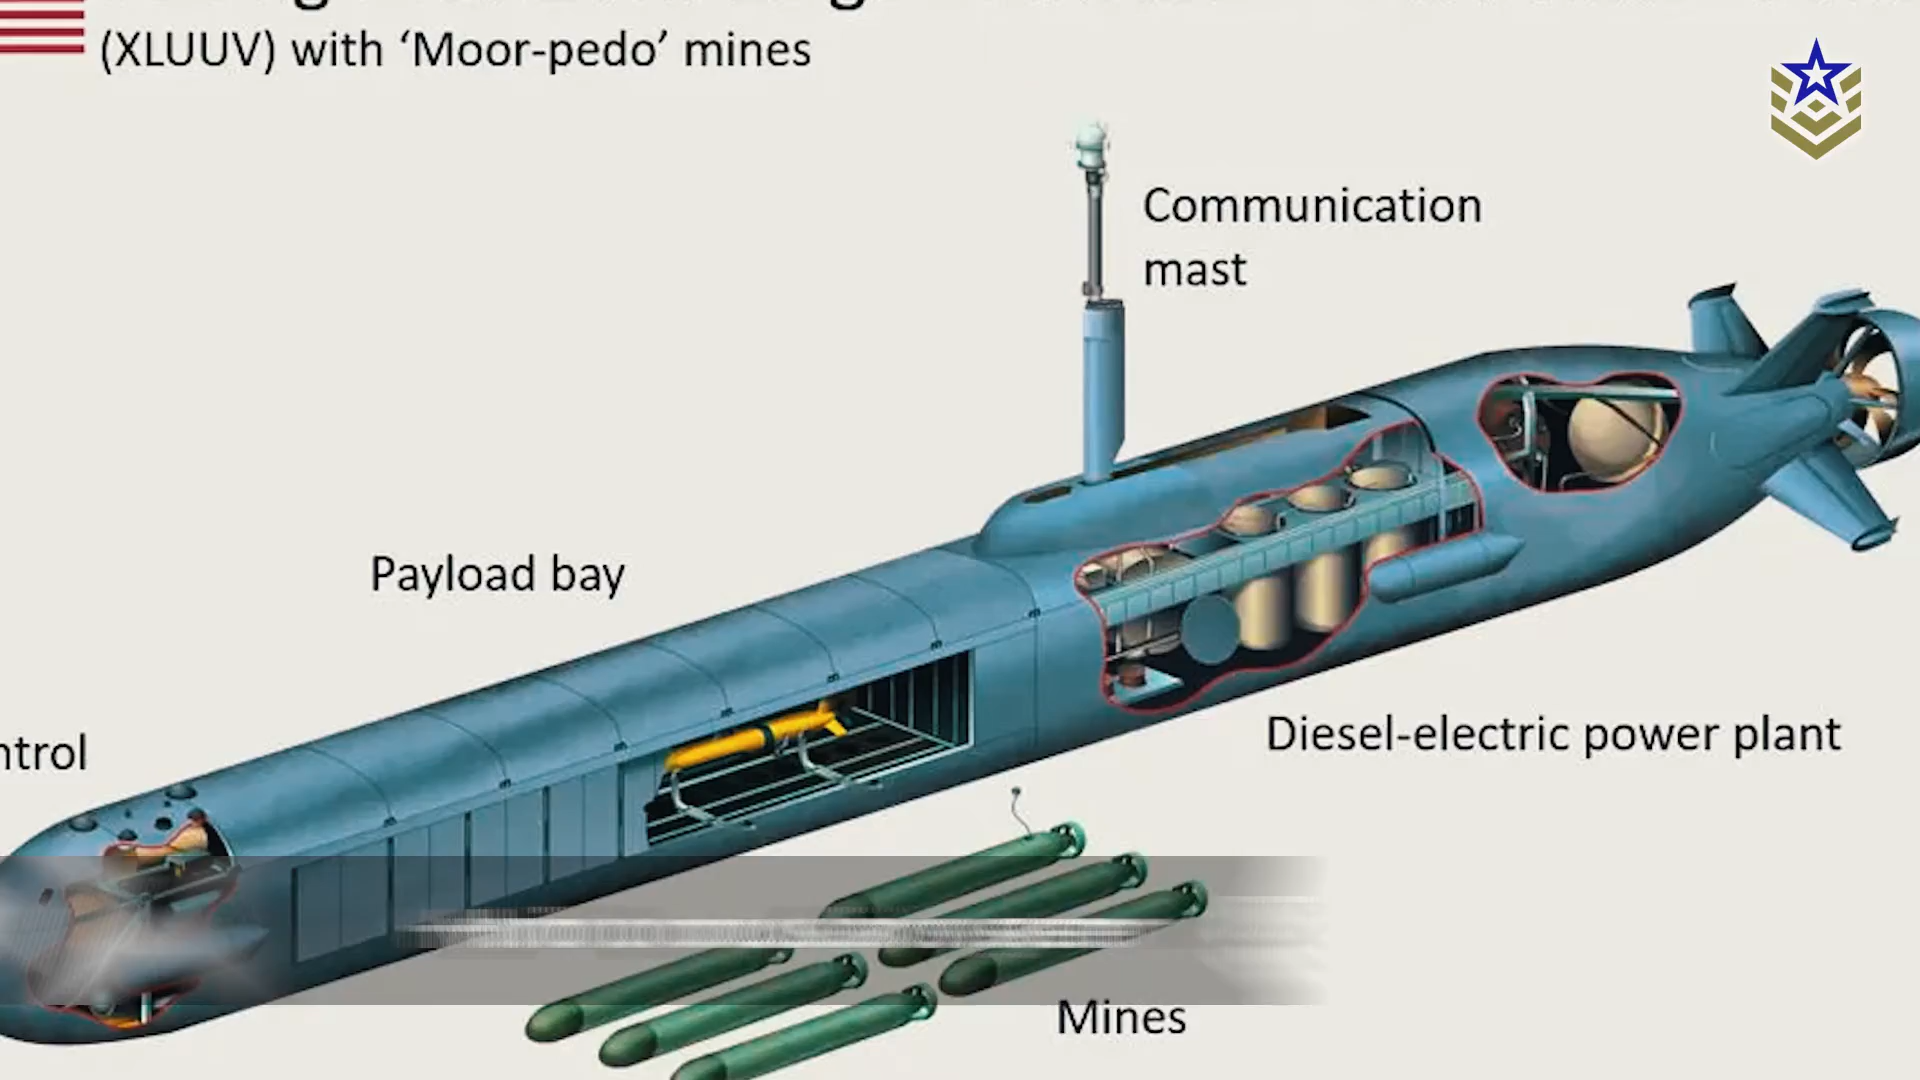 (XLUUV) with ‘Moor-pedo’ mines
Communication
mast
Payload bay
ntrol
Diesel-electric power plant
Mines